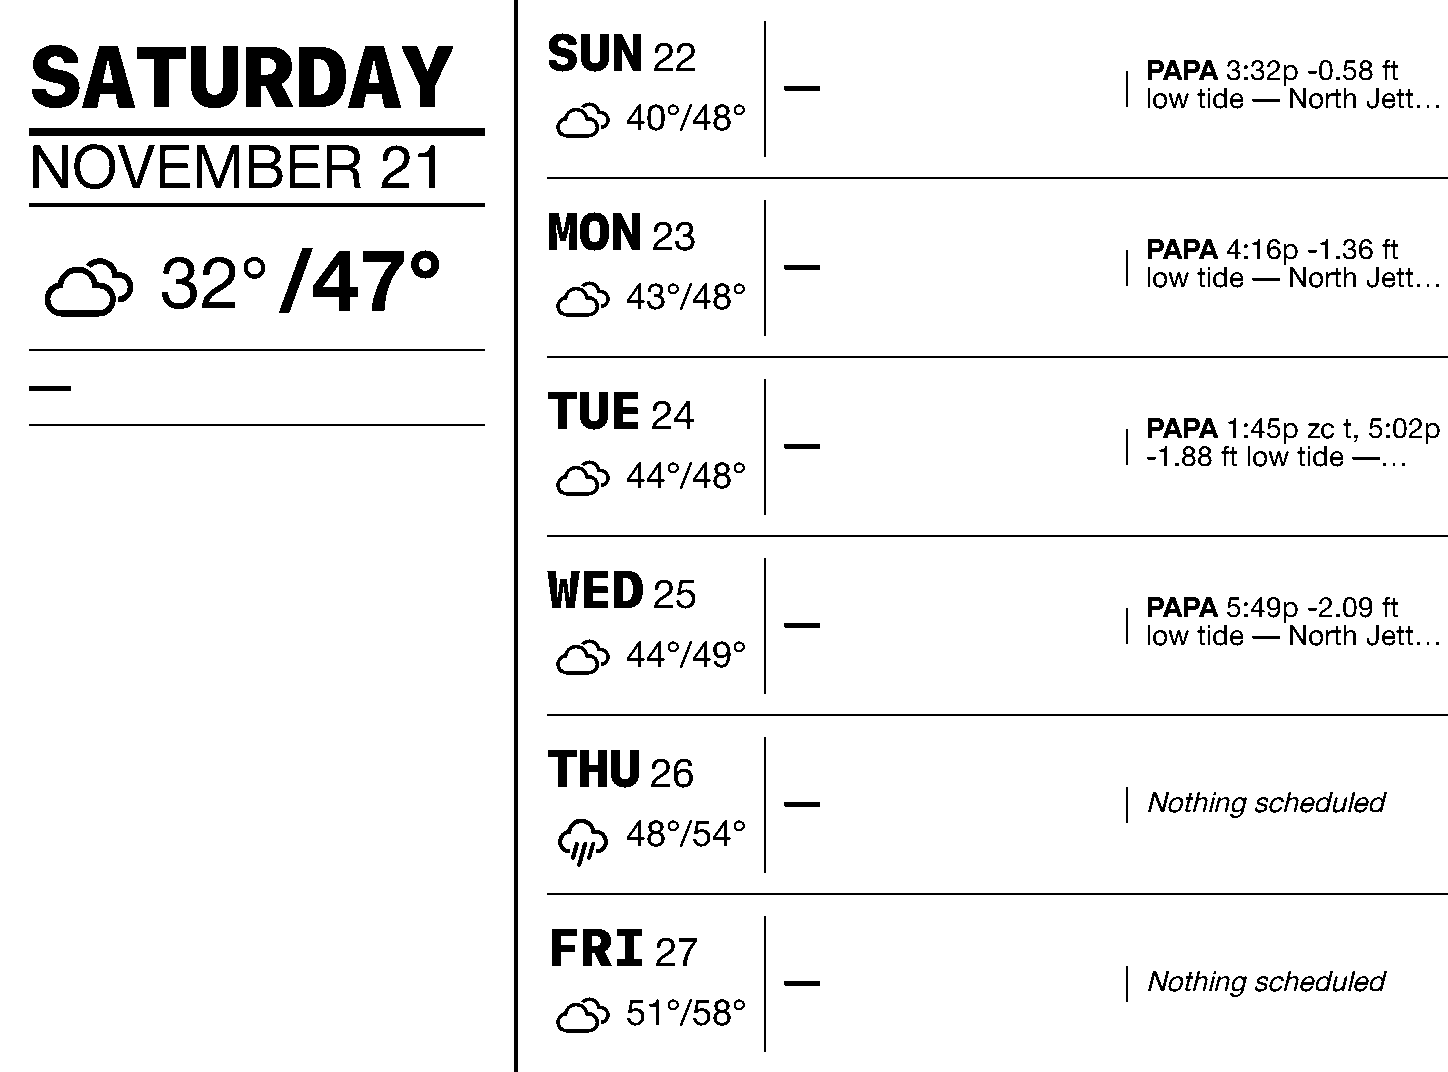 SATURDAY
NOVEMBER 21
32° /47°
—
SUN 22
40°/48°
—
PAPA 3:32p -0.58 ft
low tide — North Jett…
MON 23
43°/48°
—
PAPA 4:16p -1.36 ft
low tide — North Jett…
TUE 24
44°/48°
—
PAPA 1:45p zc t, 5:02p
-1.88 ft low tide —…
WED 25
44°/49°
—
PAPA 5:49p -2.09 ft
low tide — North Jett…
THU 26
48°/54°
—
Nothing scheduled
FRI 27
51°/58°
—
Nothing scheduled